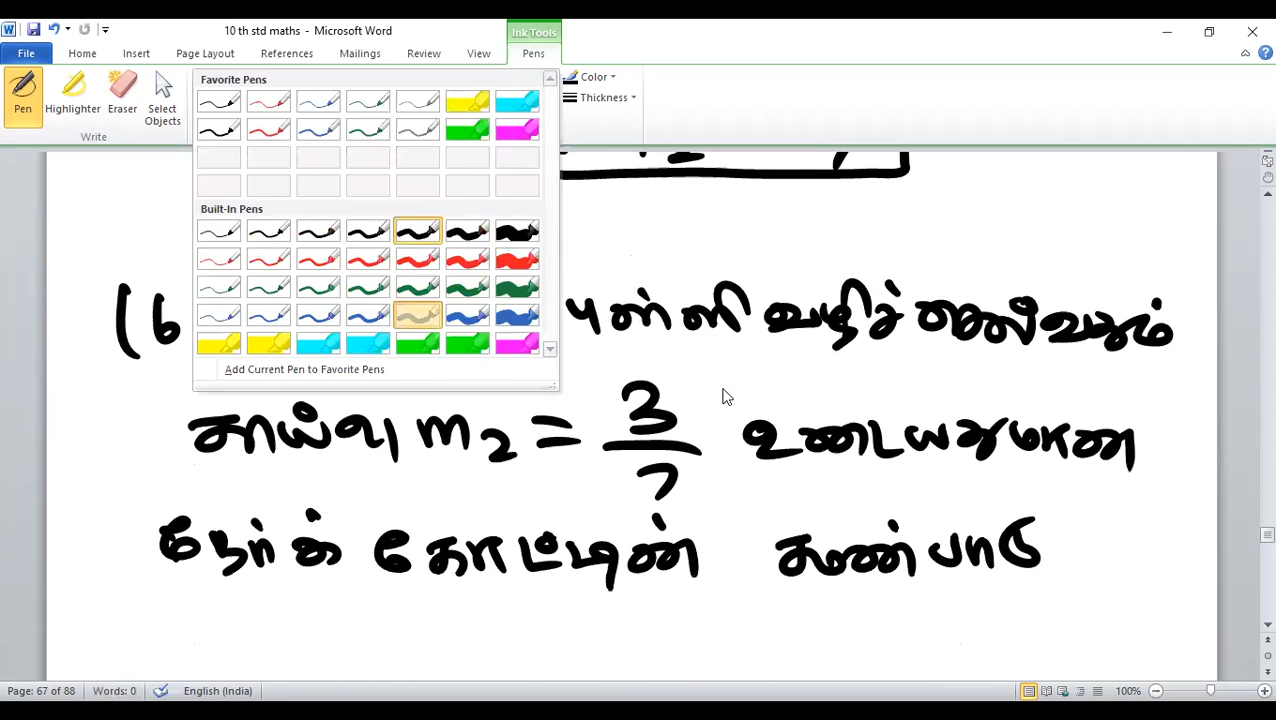 10 th std maths - Microsoft Word
Ink Tools
File Home Insert Page Layout References Mailings Review View Pens
Pen Highlighter Eraser Select Objects
Write
Color
Thickness
Favorite Pens
Built-In Pens
Add Current Pen to Favorite Pens
(6 புள்ளி வழிச் செல்வதும்
சாய்வு m2 = 3/7 உடையதுமான
நேர்க் கோட்டின் சமன்பாடு
Page: 67 of 88 Words: 0 English (India) 100%